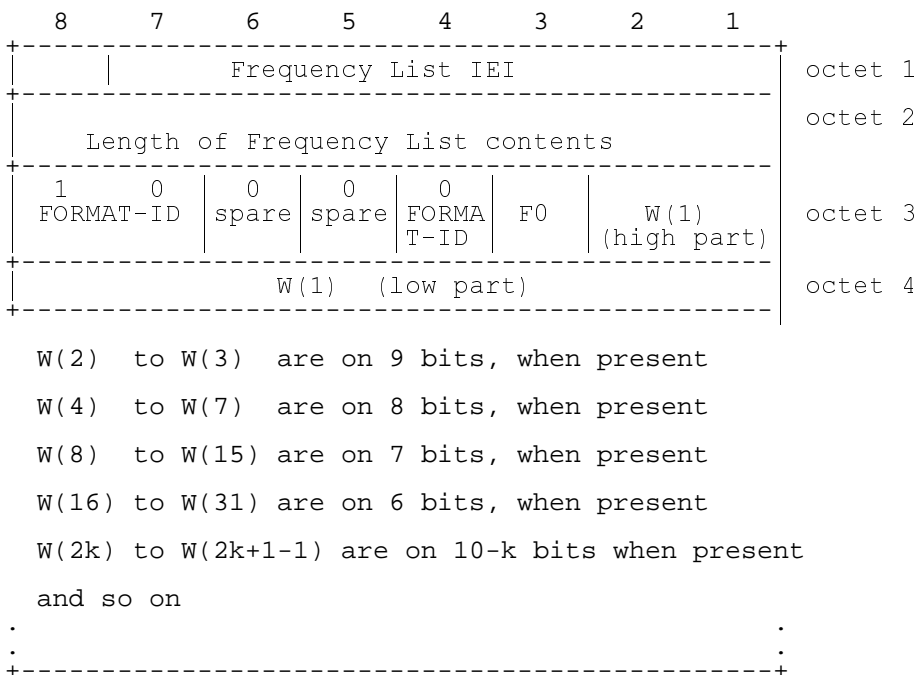 8 7 6 5 4 3 2 1
+-----------------------------------------------+
| | Frequency List IEI | octet 1
+-----------------------------------------------
| | octet 2
Length of Frequency List contents
+-----------------------------------------------
1 0 | 0 | 0 | 0 | |
FORMAT-ID |spare|spare|FORMA| F0 | W(1) | octet 3
| | |T-ID | |(high part)|
+-----------------------------------------------
| W(1) (low part) | octet 4
+-----------------------------------------------
W(2) to W(3) are on 9 bits, when present
W(4) to W(7) are on 8 bits, when present
W(8) to W(15) are on 7 bits, when present
W(16) to W(31) are on 6 bits, when present
W(2k) to W(2k+1-1) are on 10-k bits when present
and so on
. .
. .
+-----------------------------------------------+